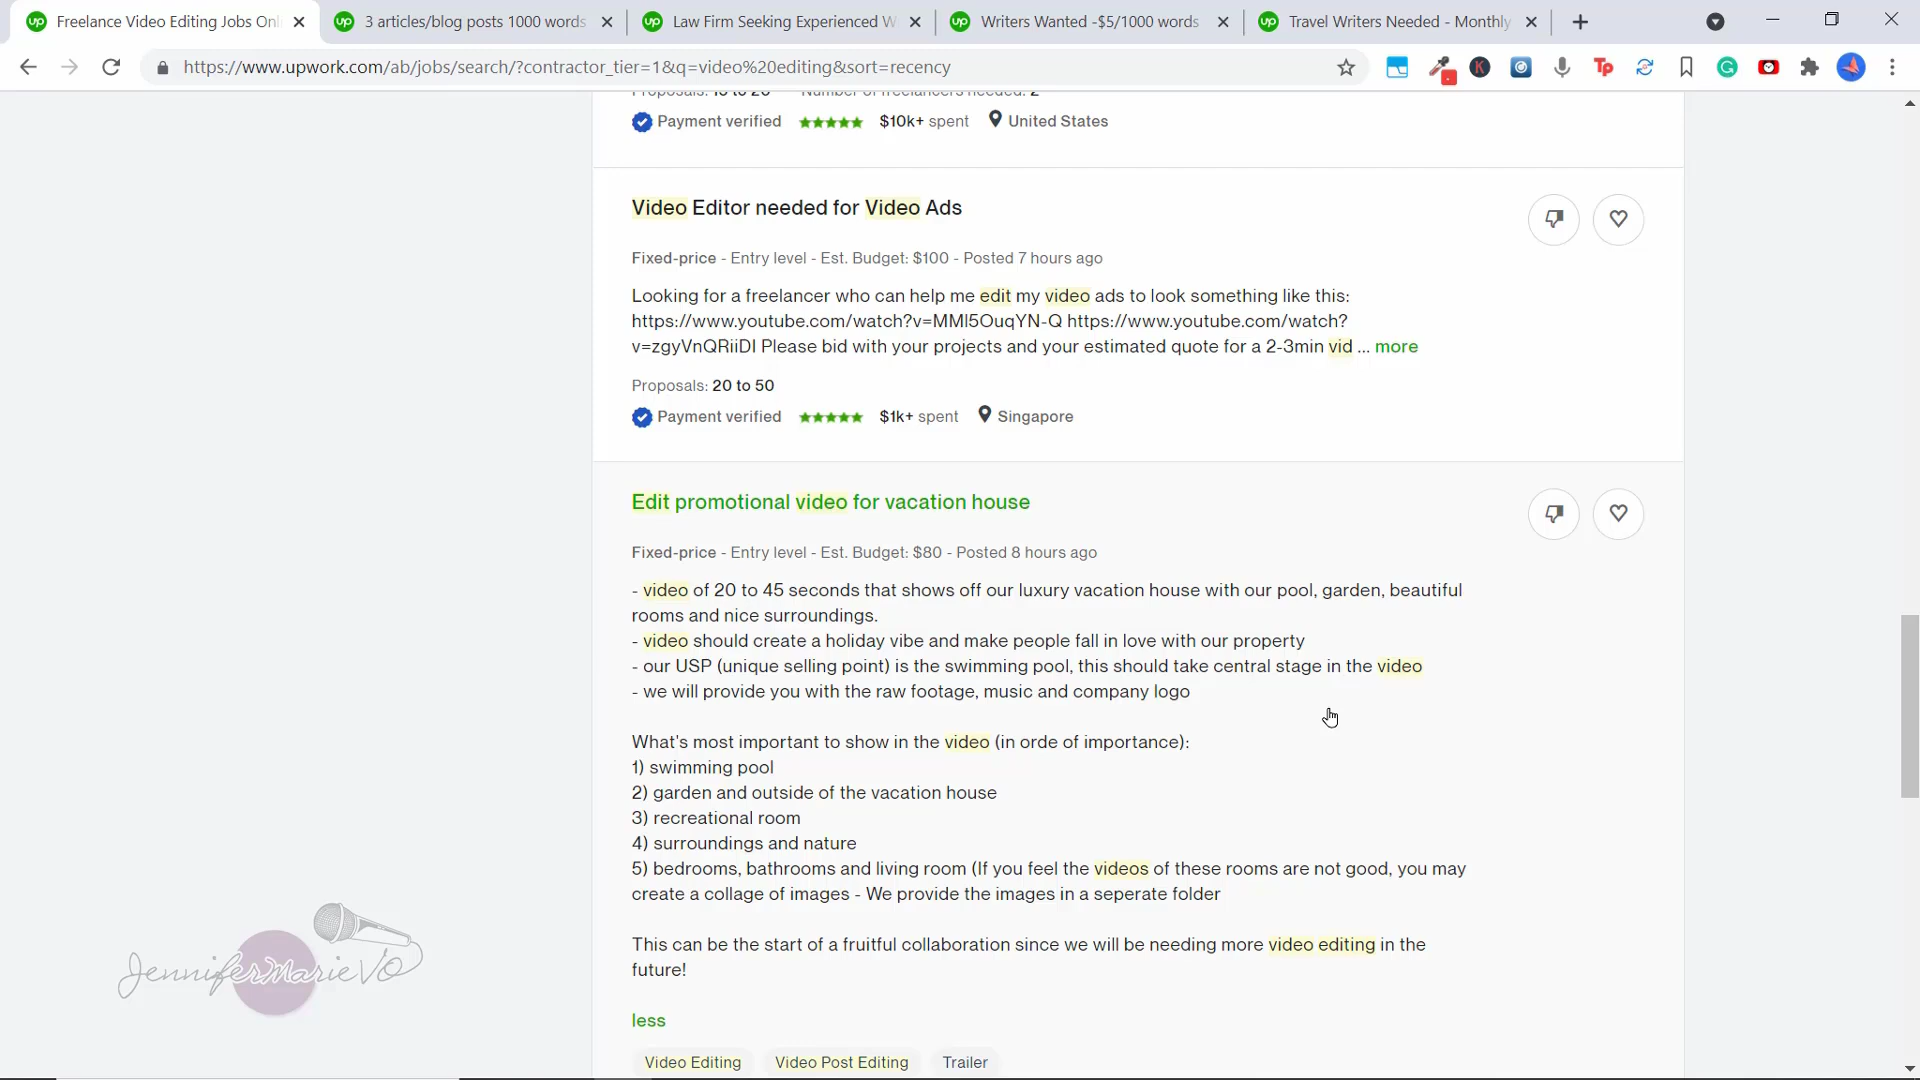 Freelance Video Editing Jobs Onl
3 articles/blog posts 1000 words
Law Firm Seeking Experienced W
Writers Wanted -$5/1000 words
Travel Writers Needed - Monthly
https://www.upwork.com/ab/jobs/search/?contractor_tier=1&q=video%20editing&sort=recency
Proposals: 15 to 20 Number of freelancers needed: 2
Payment verified $10k+ spent United States
Video Editor needed for Video Ads
Fixed-price - Entry level - Est. Budget: $100 - Posted 7 hours ago
Looking for a freelancer who can help me edit my video ads to look something like this:
https://www.youtube.com/watch?v=MMI5OuqYN-Q https://www.youtube.com/watch?
v=zgyVnQRiiDI Please bid with your projects and your estimated quote for a 2-3min vid ... more
Proposals: 20 to 50
Payment verified $1k+ spent Singapore
Edit promotional video for vacation house
Fixed-price - Entry level - Est. Budget: $80 - Posted 8 hours ago
- video of 20 to 45 seconds that shows off our luxury vacation house with our pool, garden, beautiful
rooms and nice surroundings.
- video should create a holiday vibe and make people fall in love with our property
- our USP (unique selling point) is the swimming pool, this should take central stage in the video
- we will provide you with the raw footage, music and company logo
What's most important to show in the video (in orde of importance):
1) swimming pool
2) garden and outside of the vacation house
3) recreational room
4) surroundings and nature
5) bedrooms, bathrooms and living room (If you feel the videos of these rooms are not good, you may
create a collage of images - We provide the images in a seperate folder
This can be the start of a fruitful collaboration since we will be needing more video editing in the
future!
less
Video Editing Video Post Editing Trailer
JenniferMarieVO